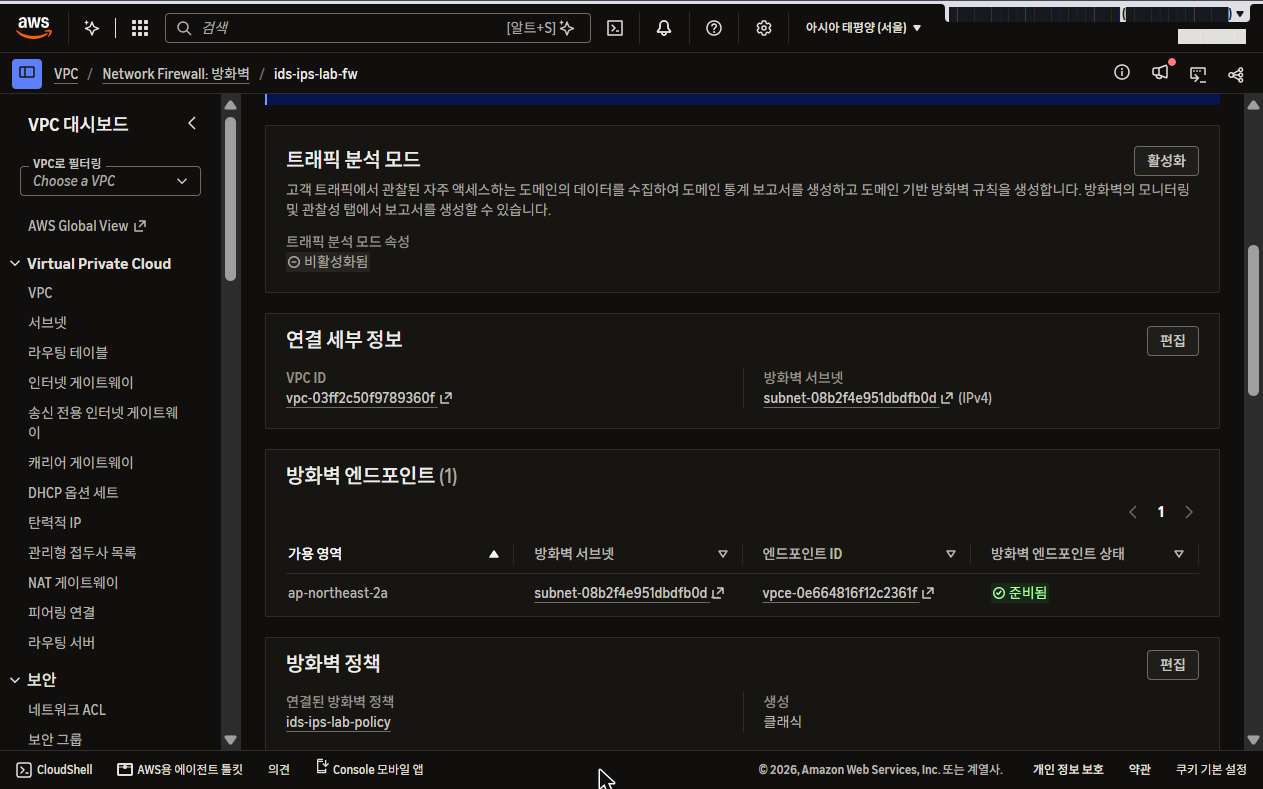 aws
검색
[알트+S]
아시아 태평양 (서울)
VPC / Network Firewall: 방화벽 / ids-ips-lab-fw
VPC 대시보드
VPC로 필터링
Choose a VPC
AWS Global View
Virtual Private Cloud
VPC
서브넷
라우팅 테이블
인터넷 게이트웨이
송신 전용 인터넷 게이트웨
이
캐리어 게이트웨이
DHCP 옵션 세트
탄력적 IP
관리형 접두사 목록
NAT 게이트웨이
피어링 연결
라우팅 서버
보안
네트워크 ACL
보안 그룹
트래픽 분석 모드
활성화
고객 트래픽에서 관찰된 자주 액세스하는 도메인의 데이터를 수집하여 도메인 통계 보고서를 생성하고 도메인 기반 방화벽 규칙을 생성합니다. 방화벽의 모니터링
및 관찰성 탭에서 보고서를 생성할 수 있습니다.
트래픽 분석 모드 속성
비활성화됨
연결 세부 정보
편집
VPC ID
vpc-03ff2c50f9789360f
방화벽 서브넷
subnet-08b2f4e951dbdfb0d (IPv4)
방화벽 엔드포인트 (1)
1
가용 영역 방화벽 서브넷 엔드포인트 ID 방화벽 엔드포인트 상태
ap-northeast-2a subnet-08b2f4e951dbdfb0d vpce-0e664816f12c2361f 준비됨
방화벽 정책
편집
연결된 방화벽 정책
ids-ips-lab-policy
생성
클래식
CloudShell AWS용 에이전트 툴킷 의견 Console 모바일 앱 © 2026, Amazon Web Services, Inc. 또는 계열사. 개인 정보 보호 약관 쿠키 기본 설정